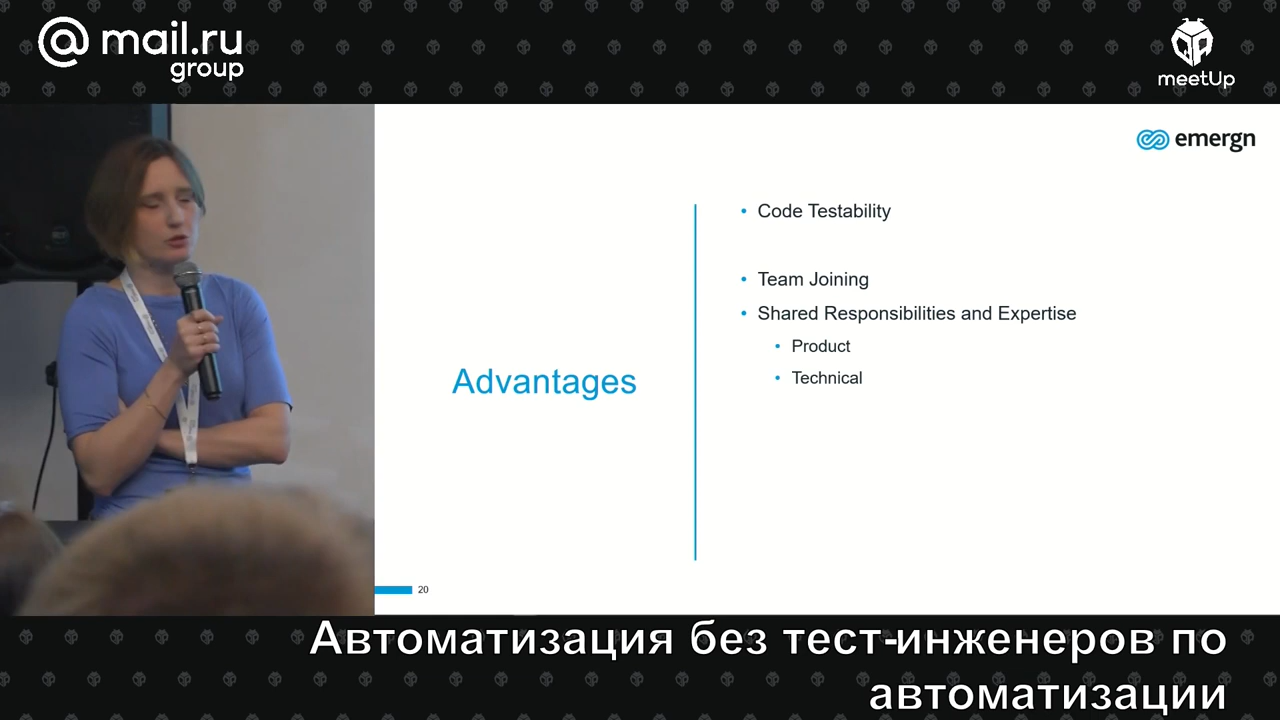 @mail.ru
group
meetUp
emergn
Advantages
• Code Testability
• Team Joining
• Shared Responsibilities and Expertise
• Product
• Technical
20
Автоматизация без тест-инженеров по
автоматизации